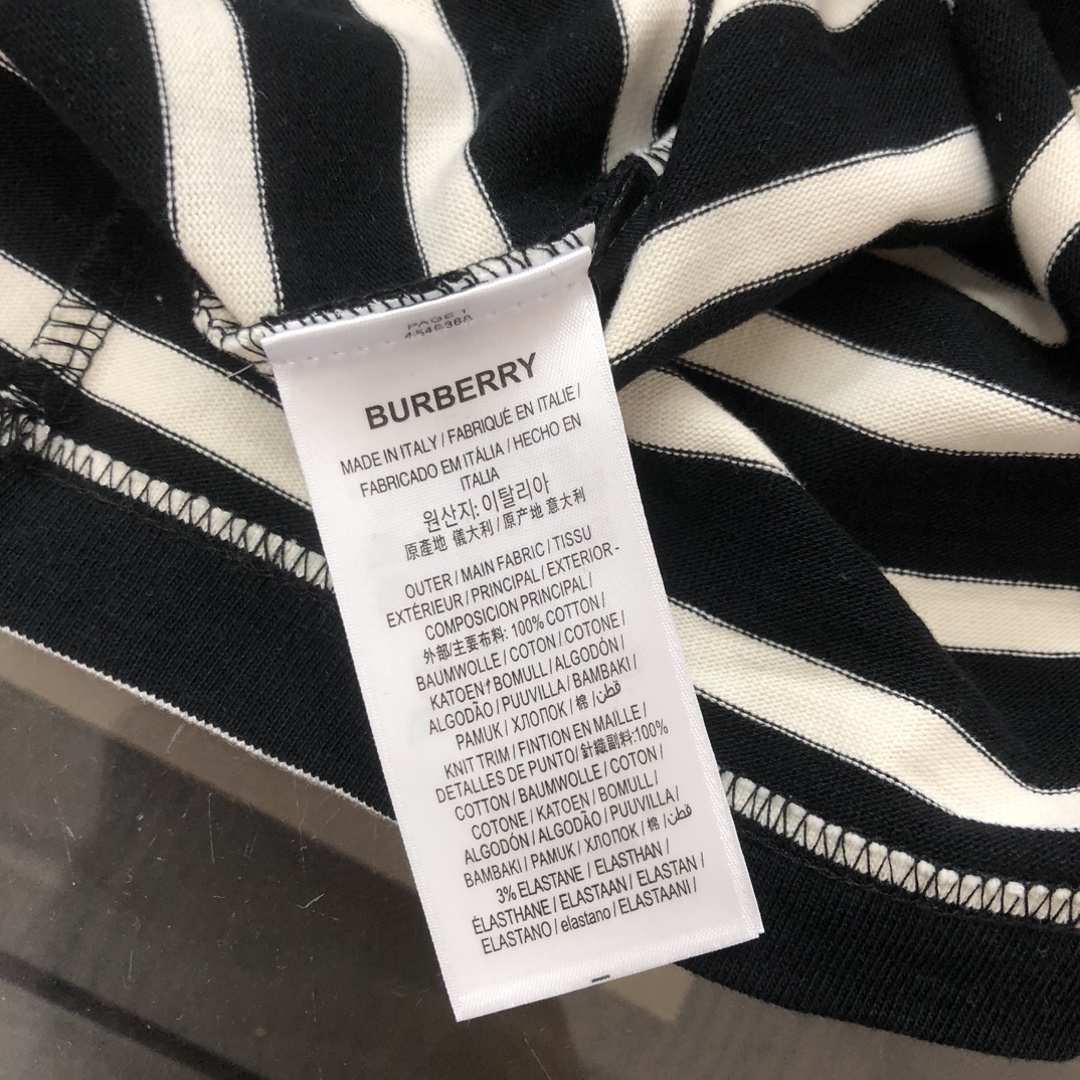 PAGE 1
4546368
BURBERRY
MADE IN ITALY / FABRIQUÉ EN ITALIE /
FABRICADO EM ITÁLIA / HECHO EN
ITALIA
원산지: 이탈리아
原產地 儀大利 / 原产地 意大利
OUTER / MAIN FABRIC / TISSU
EXTÉRIEUR / PRINCIPAL / EXTERIOR -
COMPOSICION PRINCIPAL /
外部/主要布料: 100% COTTON /
BAUMWOLLE / COTON / COTONE /
KATOEN / BOMULL / ALGODÓN /
ALGODÃO / PUUVILLA / BAMBAKI /
PAMUK / ХЛОПОК / 棉 / قطن
KNIT TRIM / FINTION EN MAILLE /
DETALLES DE PUNTO / 針織副料:100%
COTTON / BAUMWOLLE / COTON /
COTONE / KATOEN / BOMULL /
ALGODÓN / ALGODÃO / PUUVILLA /
BAMBAKI / PAMUK / ХЛОПОК / 棉 / قطن
3% ELASTANE / ELASTHAN /
ÉLASTHANE / ELASTAAN / ELASTAN /
ELASTANO / elastano / ELASTAANI /